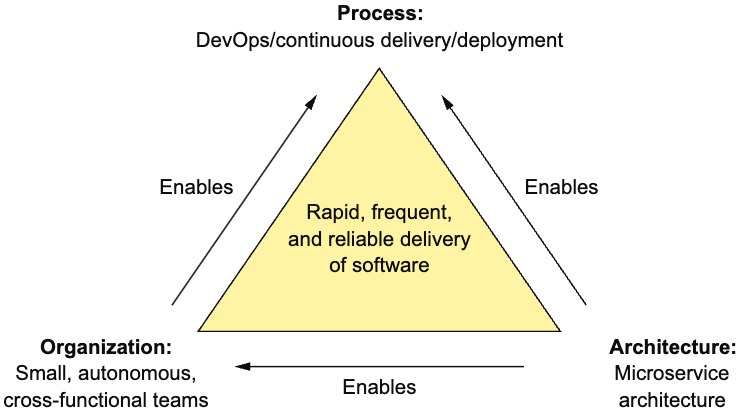 Process:
DevOps/continuous delivery/deployment
Enables
Enables
Rapid, frequent,
and reliable delivery
of software
Organization:
Small, autonomous,
cross-functional teams
Enables
Architecture:
Microservice
architecture